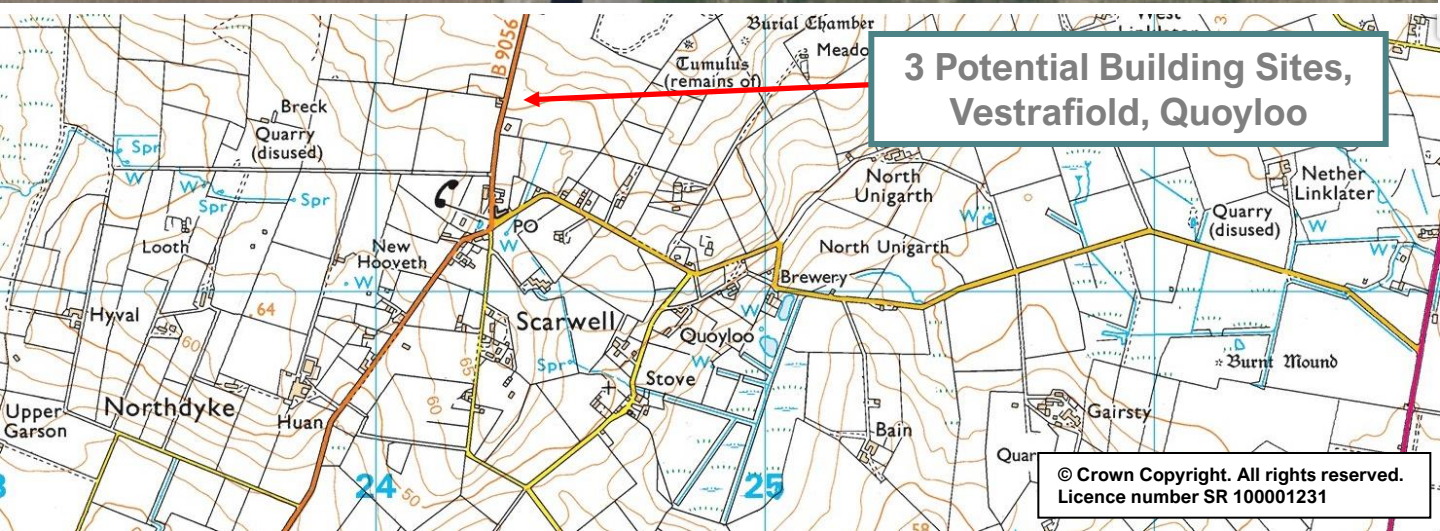 B 9056
Burial Chamber
West
Tumulus
(remains of)
3 Potential Building Sites,
Vestrafiold, Quoyloo
Breck
Quarry
(disused)
Spr
W
W
Spr
Spr
North
Unigarth
W
Nether
Linklater
Quarry
(disused)
W
PO
W
Looth
New
Hooveth
W
North Unigarth
Brewery
Hyval
64
60
Scarwell
W
Quoyloo
W
Spr
Stove
65
60
Burnt Mound
Upper
Garson
Northdyke
Huan
Bain
Gairsty
24
50
25
58
© Crown Copyright. All rights reserved.
Licence number SR 100001231